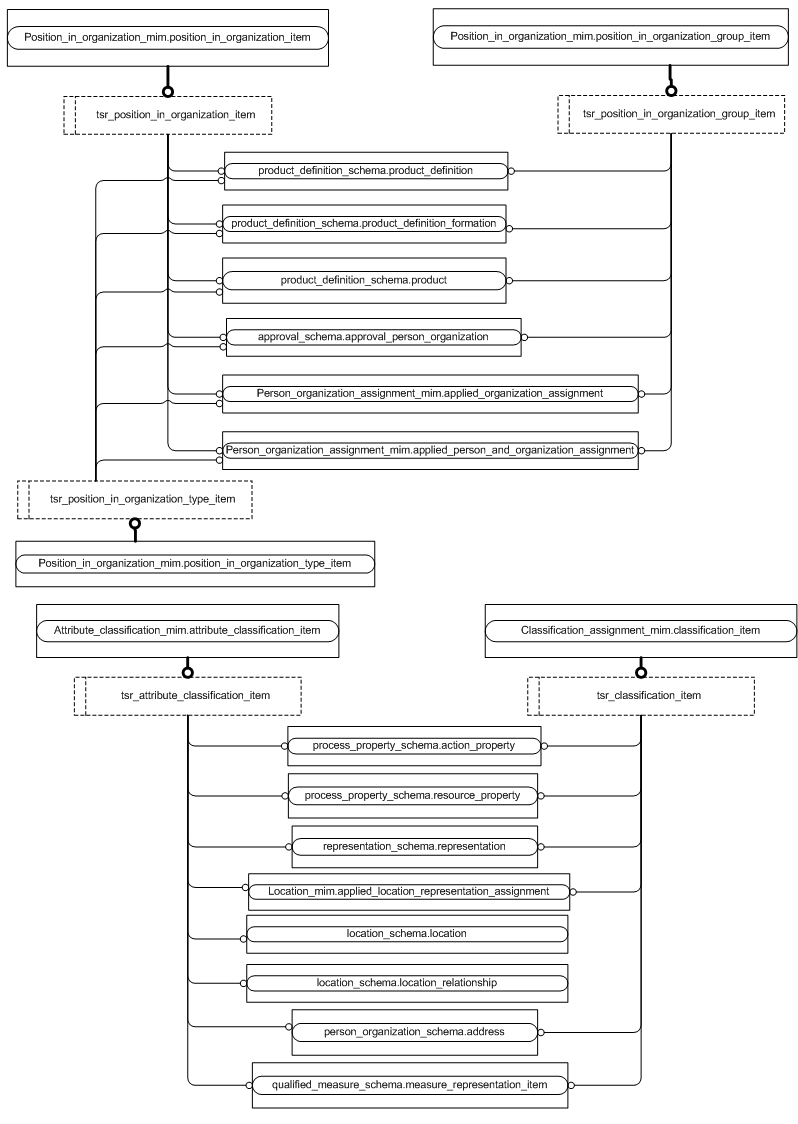 Position_in_organization_mim.position_in_organization_item
Position_in_organization_mim.position_in_organization_group_item
tsr_position_in_organization_item
tsr_position_in_organization_group_item
product_definition_schema.product_definition
product_definition_schema.product_definition_formation
product_definition_schema.product
approval_schema.approval_person_organization
Person_organization_assignment_mim.applied_organization_assignment
Person_organization_assignment_mim.applied_person_and_organization_assignment
tsr_position_in_organization_type_item
Position_in_organization_mim.position_in_organization_type_item
Attribute_classification_mim.attribute_classification_item
Classification_assignment_mim.classification_item
tsr_attribute_classification_item
tsr_classification_item
process_property_schema.action_property
process_property_schema.resource_property
representation_schema.representation
Location_mim.applied_location_representation_assignment
location_schema.location
location_schema.location_relationship
person_organization_schema.address
qualified_measure_schema.measure_representation_item